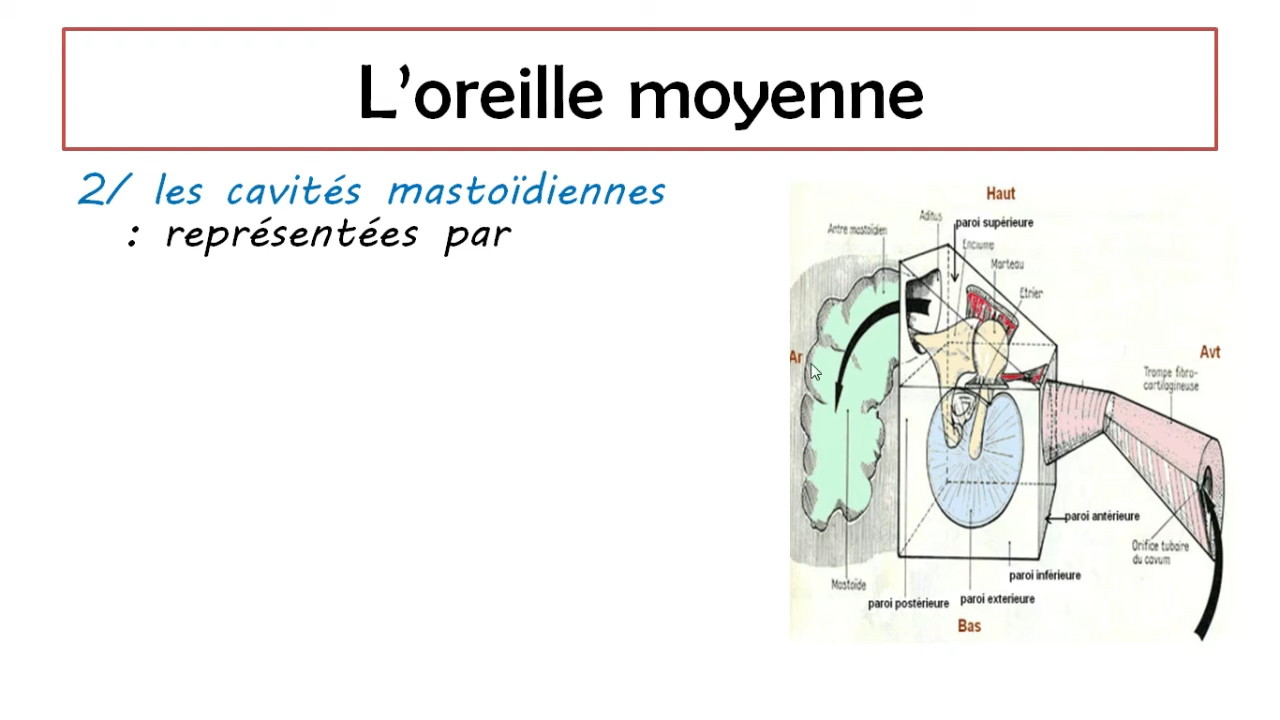 L'oreille moyenne
2/ les cavités mastoïdiennes
: représentées par
Haut
Aditus
paroi supérieure
Antre mastoïdien
Enclume
Marteau
Etrier
Ar
Avt
Trompe fibro-
cartilagineuse
paroi antérieure
Orifice tubaire
du cavum
paroi inférieure
Mastoïde
paroi postérieure
paroi exterieure
Bas